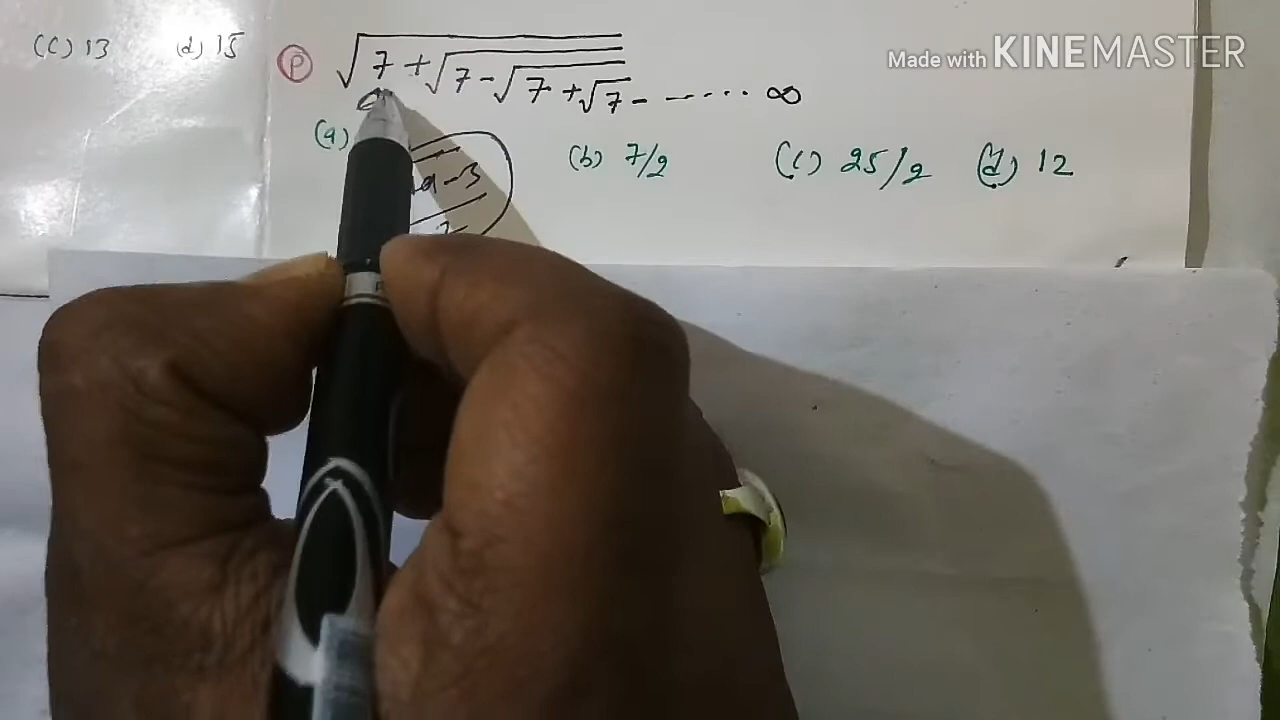 (C) 13 (d) 15
Ⓟ √7 + √7 - √7 + √7 - - - .... ∞
(a) (b) 7/2 (C) 25/2 (d) 12
Made with KINEMASTER